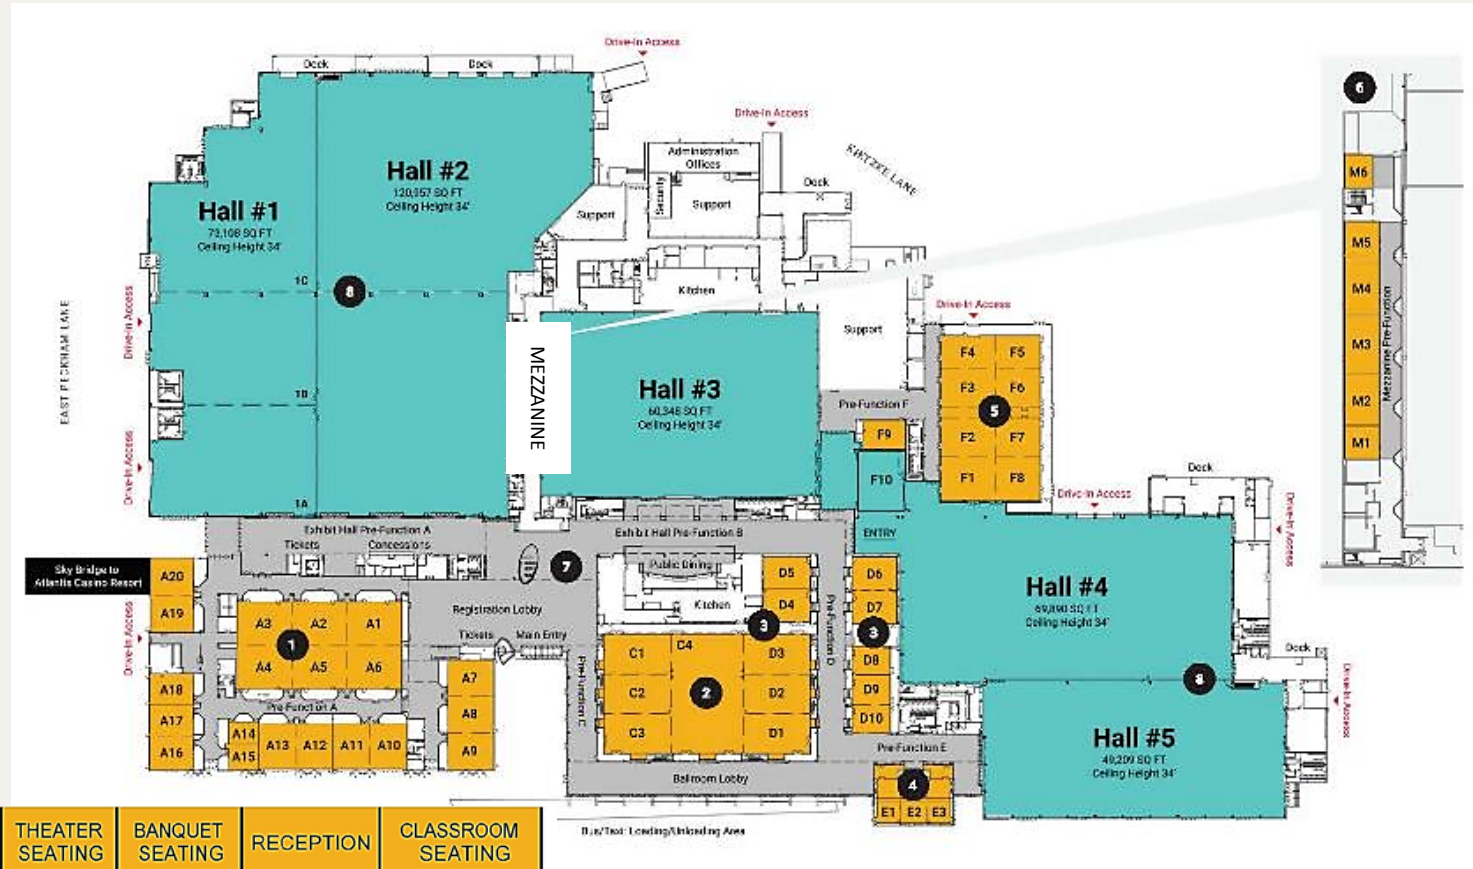 Drive-In Access
Dock
Dock
Hall #2
120,957 SQ FT
Ceiling Height 34'
Hall #1
73,108 SQ FT
Ceiling Height 34'
1C
8
1B
1A
EAST PECKHAM LANE
Drive-In Access
Drive-In Access
Drive-In Access
Administration
Offices
Security
Support
Support
Dock
KIETZKE LANE
Kitchen
Support
MEZZANINE
Hall #3
60,348 SQ FT
Ceiling Height 34'
Drive-In Access
Pre-Function F
F4
F5
F3
F6
5
F2
F7
F1
F8
F9
F10
6
M6
M5
M4
M3
M2
M1
Mezzanine Pre-Function
Exhibit Hall Pre-Function A
Tickets
Concessions
Exhibit Hall Pre-Function B
ENTRY
Drive-In Access
Dock
Drive-In Access
Sky Bridge to
Atlantis Casino Resort
A20
A19
Drive-In Access
7
Public Dining
Kitchen
D5
D4
3
D6
D7
3
D8
D9
D10
Pre-Function D
Registration Lobby
Tickets
Main Entry
A3
A2
A1
1
A4
A5
A6
Pre-Function A
A18
A17
A16
A14
A15
A13
A12
A11
A10
A7
A8
A9
Pre-Function C
C1
C4
D3
C2
2
D2
C3
D1
Ballroom Lobby
Pre-Function E
4
E1
E2
E3
Hall #4
Ceiling Height 34'
8
Dock
Drive-In Access
Hall #5
49,209 SQ FT
Ceiling Height 34'
Bus/Taxi: Loading/Unloading Area
THEATER
SEATING
BANQUET
SEATING
RECEPTION
CLASSROOM
SEATING